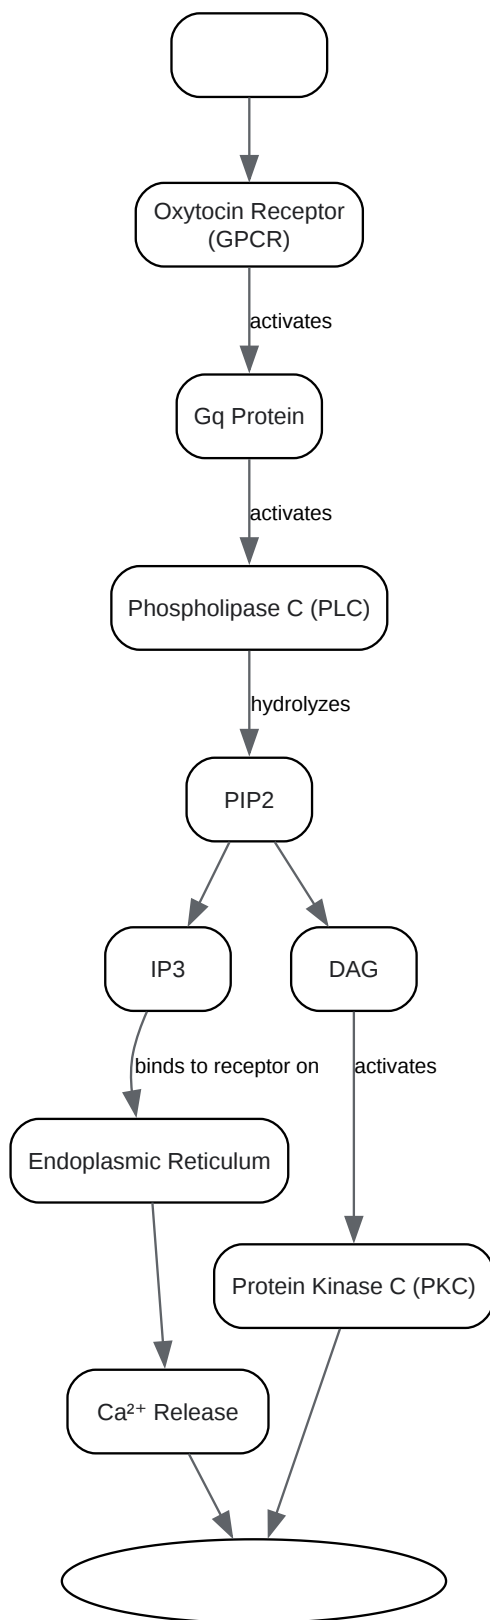 Oxytocin Receptor
(GPCR)
activates
Gq Protein
activates
Phospholipase C (PLC)
hydrolyzes
PIP2
IP3
DAG
binds to receptor on
activates
Endoplasmic Reticulum
Protein Kinase C (PKC)
Ca²⁺ Release